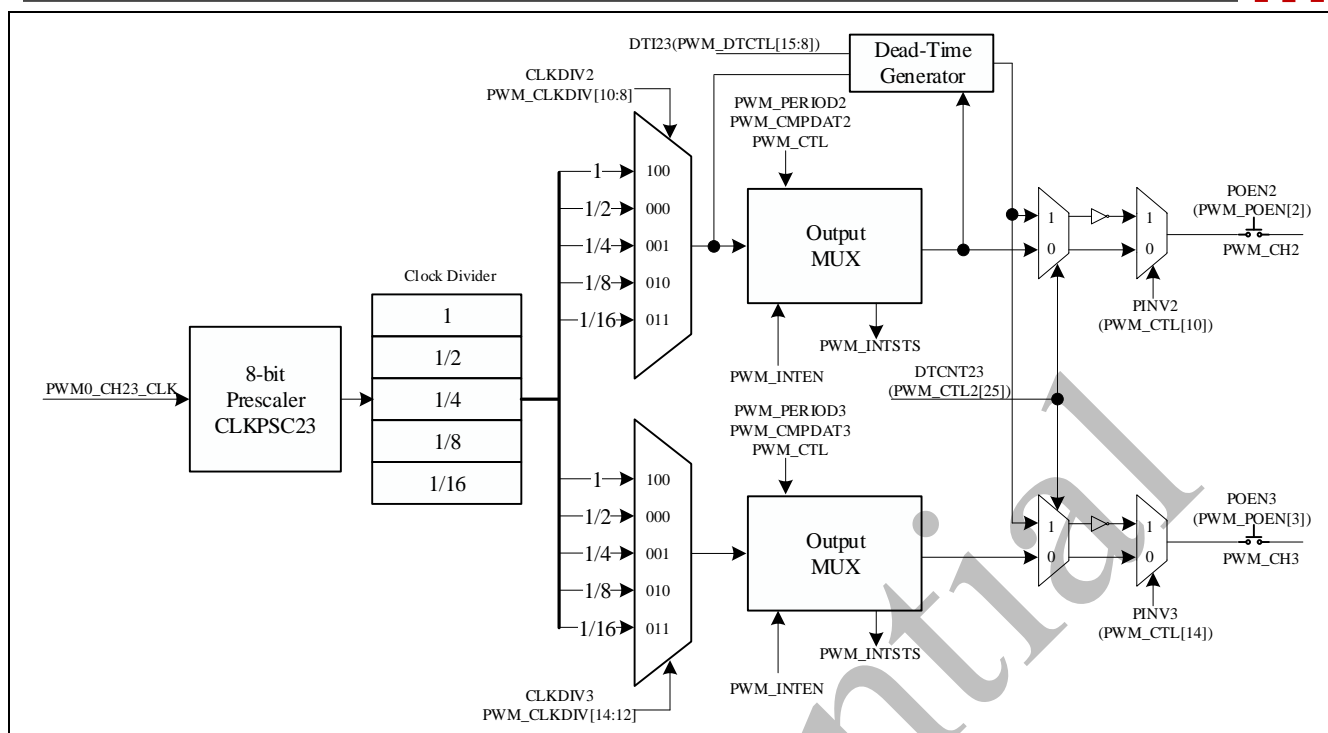 DTI23(PWM_DTCTL[15:8])
Dead-Time
Generator
CLKDIV2
PWM_CLKDIV[10:8]
PWM_PERIOD2
PWM_CMPDAT2
PWM_CTL
1
100
1/2
000
1/4
001
1/8
010
1/16
011
Output
MUX
1
0
1
0
POEN2
(PWM_POEN[2])
PWM_CH2
PINV2
(PWM_CTL[10])
PWM_INTSTS
PWM_INTEN
Clock Divider
1
1/2
1/4
1/8
1/16
PWM0_CH23_CLK
8-bit
Prescaler
CLKPSC23
DTCNT23
(PWM_CTL2[25])
PWM_PERIOD3
PWM_CMPDAT3
PWM_CTL
1
100
1/2
000
1/4
001
1/8
010
1/16
011
Output
MUX
1
0
1
0
POEN3
(PWM_POEN[3])
PWM_CH3
PINV3
(PWM_CTL[14])
PWM_INTSTS
PWM_INTEN
CLKDIV3
PWM_CLKDIV[14:12]
ntial